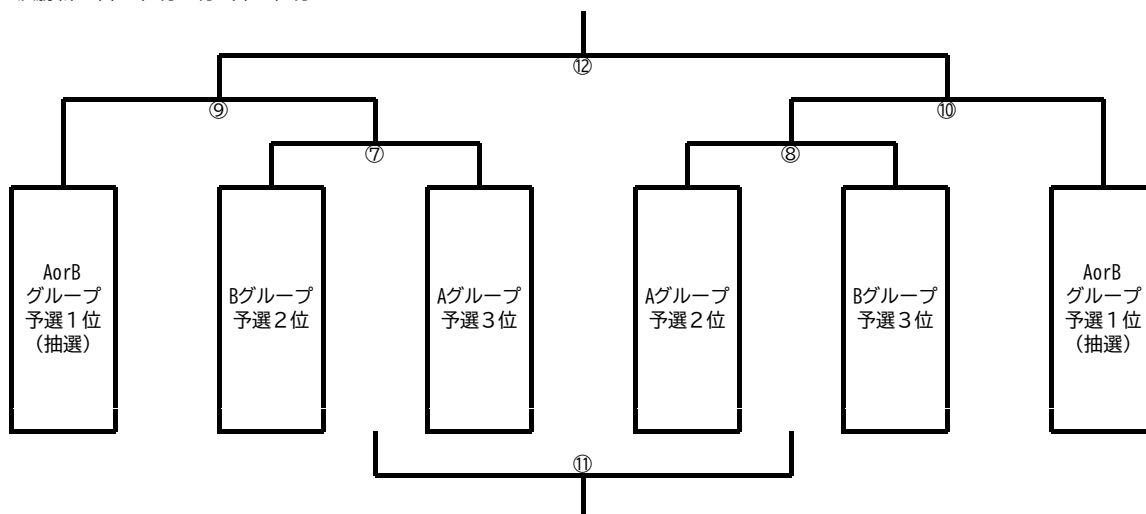 ⑫
⑨
⑩
⑦
⑧
AorB
グループ
予選１位
（抽選）
Bグループ
予選２位
Aグループ
予選３位
Aグループ
予選２位
Bグループ
予選３位
AorB
グループ
予選１位
（抽選）
⑪